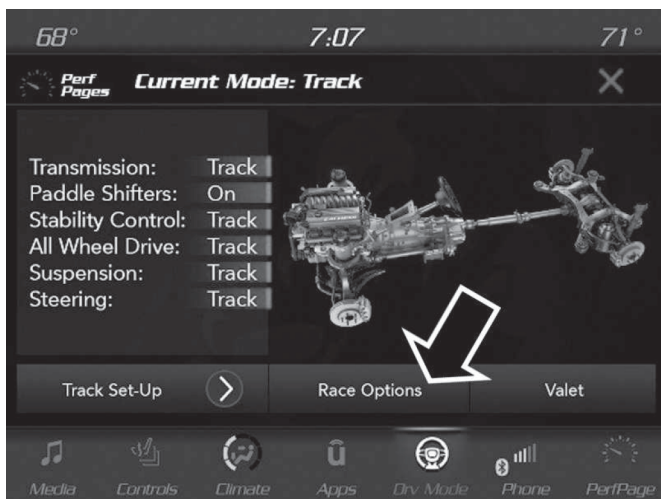 68° 7:07 71°
Perf
Pages
Current Mode: Track
Transmission: Track
Paddle Shifters: On
Stability Control: Track
All Wheel Drive: Track
Suspension: Track
Steering: Track
Track Set-Up Race Options Valet
Media Controls Climate Apps Drv Mode Phone PerfPage